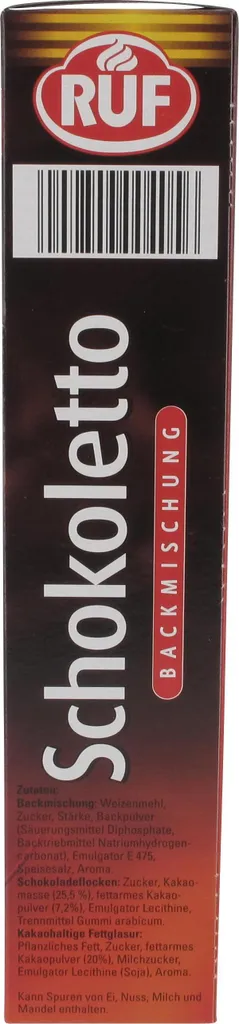 RUF
Schokoletto
BACKMISCHUNG
Zutaten:
Backmischung: Weizenmehl,
Zucker, Stärke, Backpulver
(Säuerungsmittel Diphosphate,
Backtriebmittel Natriumhydrogen-
carbonat), Emulgator E 475,
Speisesalz, Aroma.
Schokoladeflocken: Zucker, Kakao-
masse (25,5 %), fettarmes Kakao-
pulver (7,2%), Emulgator Lecithine,
Trennmittel Gummi arabicum.
Kakaohaltige Fettglasur:
Pflanzliches Fett, Zucker, fettarmes
Kakaopulver (20%), Milchzucker,
Emulgator Lecithine (Soja), Aroma.
Kann Spuren von Ei, Nuss, Milch und
Mandel enthalten.